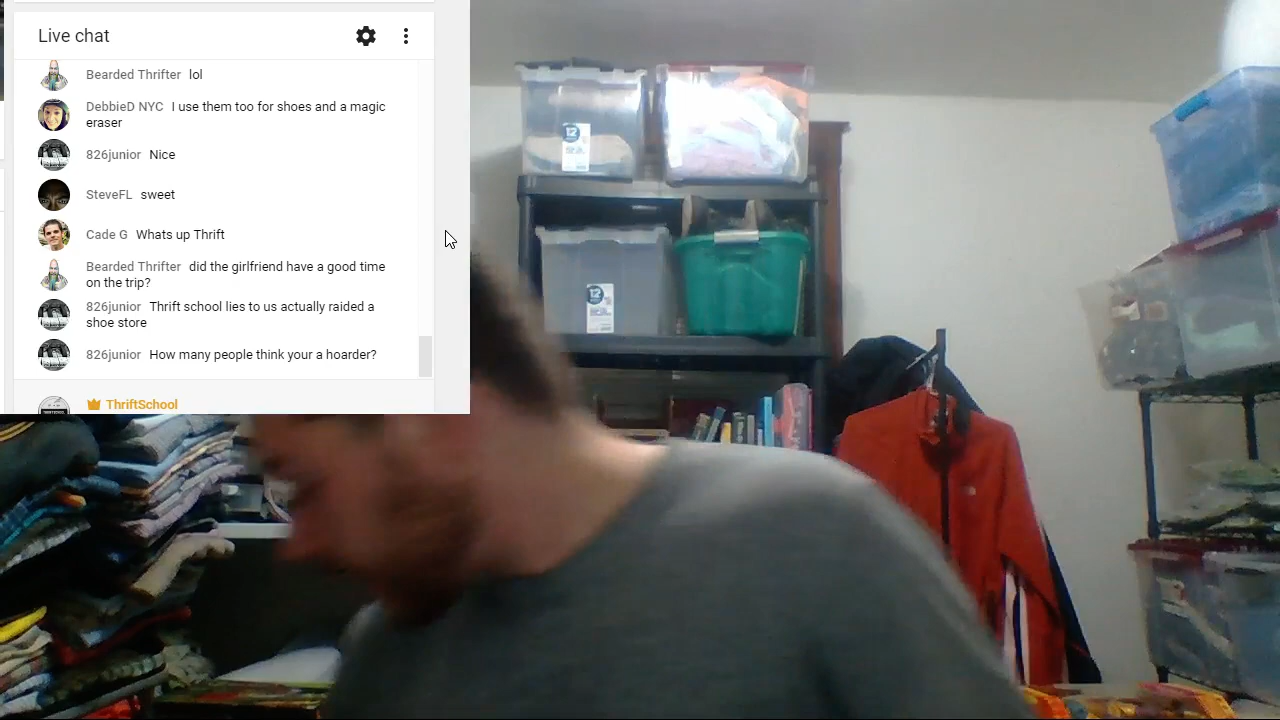 Live chat
Bearded Thrifter lol
DebbieD NYC I use them too for shoes and a magic
eraser
826junior Nice
SteveFL sweet
Cade G Whats up Thrift
Bearded Thrifter did the girlfriend have a good time
on the trip?
826junior Thrift school lies to us actually raided a
shoe store
826junior How many people think your a hoarder?
ThriftSchool
12
12